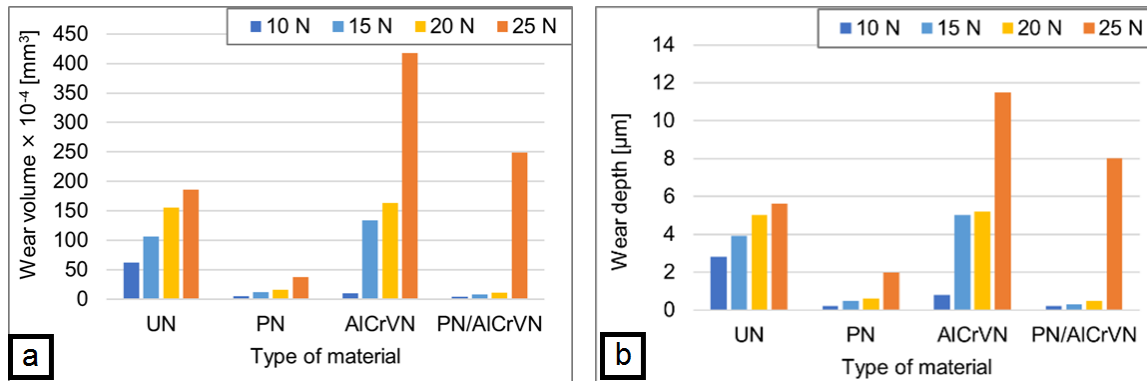 10 N 15 N 20 N 25 N
450
400
350
300
250
200
150
100
50
0
Wear volume × 10⁻⁴ [mm³]
UN PN AlCrVN PN/AlCrVN
Type of material
a
10 N 15 N 20 N 25 N
14
12
10
8
6
4
2
0
Wear depth [µm]
UN PN AlCrVN PN/AlCrVN
Type of material
b